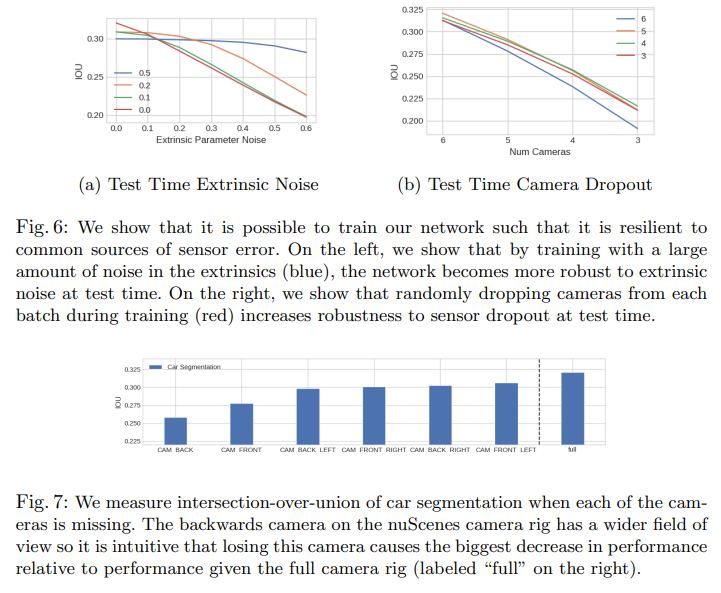 0.30
0.25
0.20
IOU
0.5
0.2
0.1
0.0
0.0 0.1 0.2 0.3 0.4 0.5 0.6
Extrinsic Parameter Noise
0.325
0.300
0.275
0.250
0.225
0.200
IOU
6
5
4
3
6 5 4 3
Num Cameras
(a) Test Time Extrinsic Noise
(b) Test Time Camera Dropout
Fig. 6: We show that it is possible to train our network such that it is resilient to
common sources of sensor error. On the left, we show that by training with a large
amount of noise in the extrinsics (blue), the network becomes more robust to extrinsic
noise at test time. On the right, we show that randomly dropping cameras from each
batch during training (red) increases robustness to sensor dropout at test time.
0.325
0.300
0.275
0.250
0.225
IOU
Car Segmentation
CAM BACK CAM FRONT CAM BACK LEFT CAM FRONT RIGHT CAM BACK RIGHT CAM FRONT LEFT full
Fig. 7: We measure intersection-over-union of car segmentation when each of the cam-
eras is missing. The backwards camera on the nuScenes camera rig has a wider field of
view so it is intuitive that losing this camera causes the biggest decrease in performance
relative to performance given the full camera rig (labeled “full” on the right).